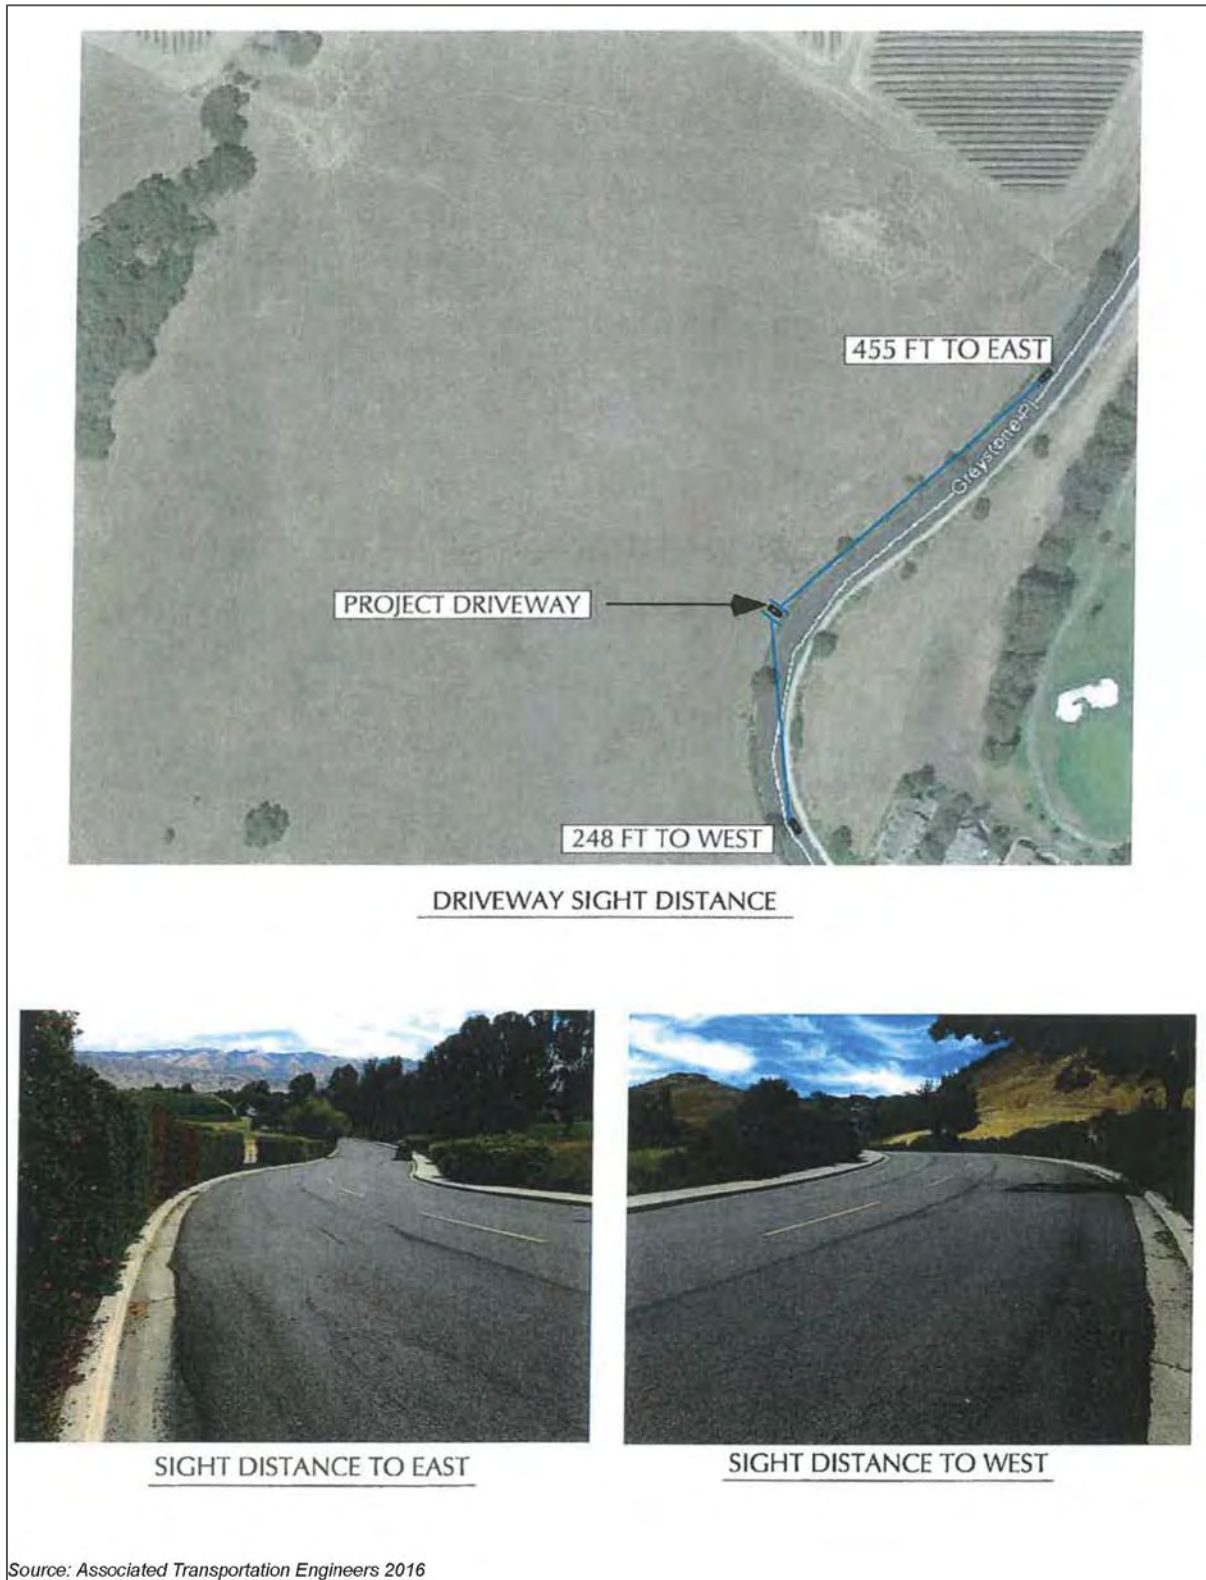 455 FT TO EAST
Greystone Pl
PROJECT DRIVEWAY
248 FT TO WEST
DRIVEWAY SIGHT DISTANCE
SIGHT DISTANCE TO EAST
SIGHT DISTANCE TO WEST
Source: Associated Transportation Engineers 2016